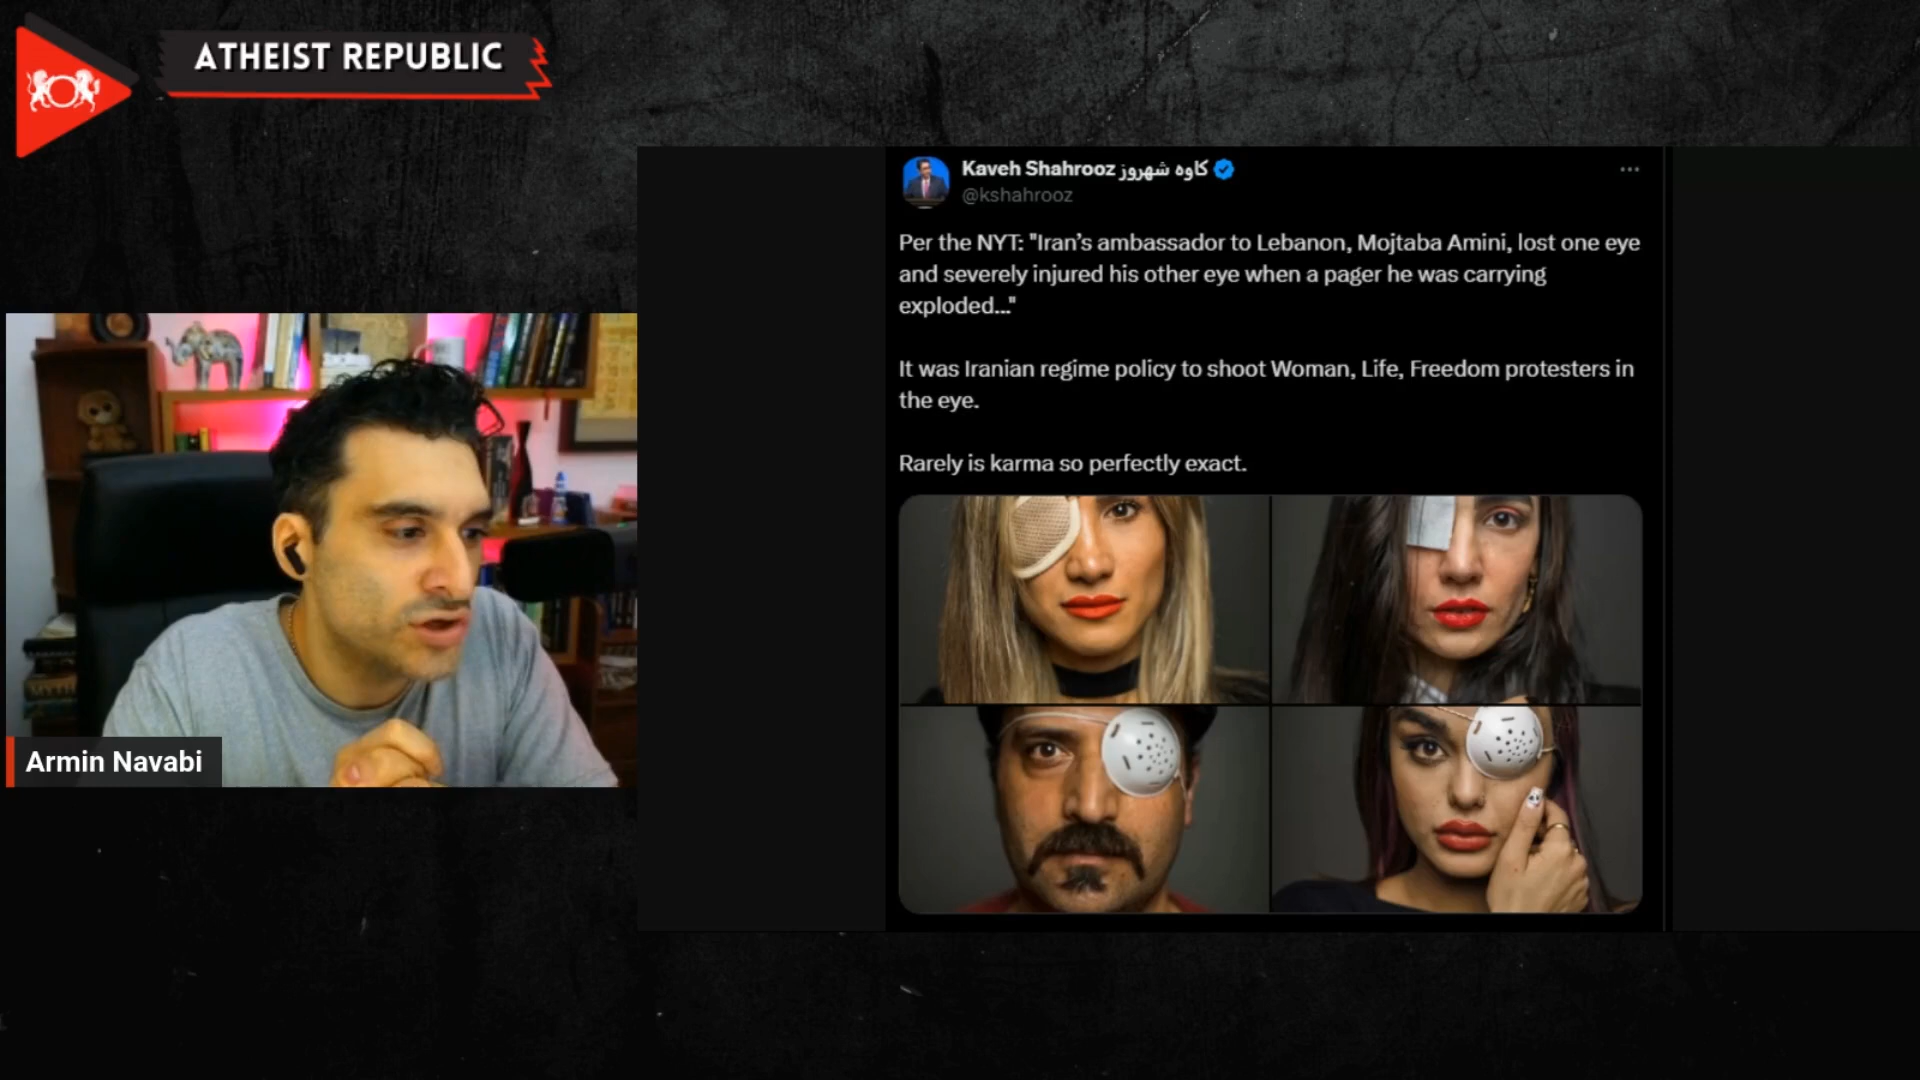 ATHEIST REPUBLIC
Kaveh Shahrooz کاوه شهروز
@kshahrooz
Per the NYT: "Iran's ambassador to Lebanon, Mojtaba Amini, lost one eye
and severely injured his other eye when a pager he was carrying
exploded..."
It was Iranian regime policy to shoot Woman, Life, Freedom protesters in
the eye.
Rarely is karma so perfectly exact.
Armin Navabi